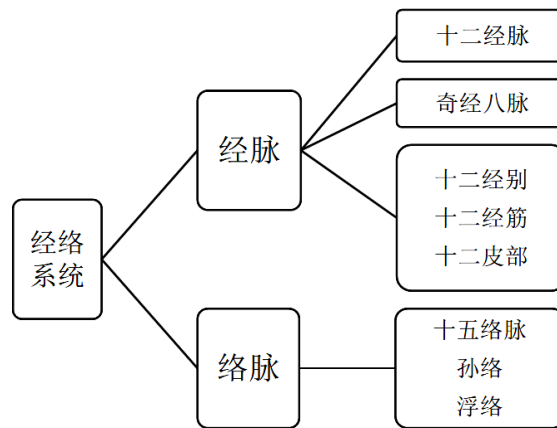 经络
系统
经脉
十二经脉
奇经八脉
十二经别
十二经筋
十二皮部
络脉
十五络脉
孙络
浮络